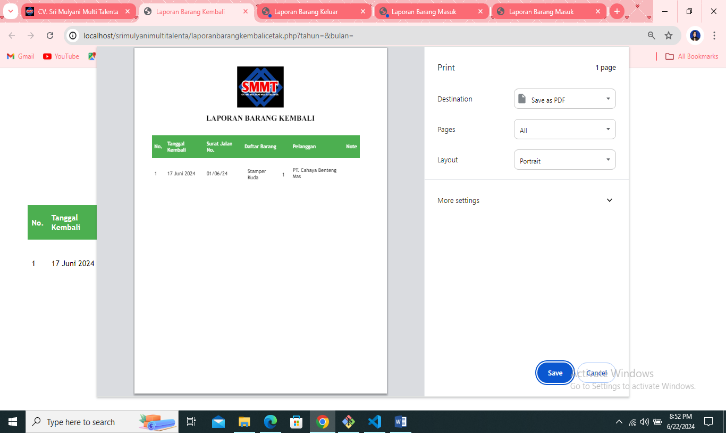 CV. Sri Mulyani Multi Talenta
Laporan Barang Kembali
Laporan Barang Keluar
Laporan Barang Masuk
Laporan Barang Masuk
localhost/srimulyanimultitalenta/laporanbarangkembalicetak.php?tahun=&bulan=
Gmail
YouTube
All Bookmarks
No. Tanggal Kembali
1 17 Juni 2024
SMMT
LAPORAN BARANG KEMBALI
No. Tanggal Kembali Surat Jalan No. Daftar Barang Pelanggan Note
1 17 Juni 2024 01/06/24 Stamper Kuda 1 PT. Cahaya Benteng Mas
Print 1 page
Destination Save as PDF
Pages All
Layout Portrait
More settings
Save Cancel
Activate Windows
Go to Settings to activate Windows.
Type here to search
8:52 PM
6/22/2024